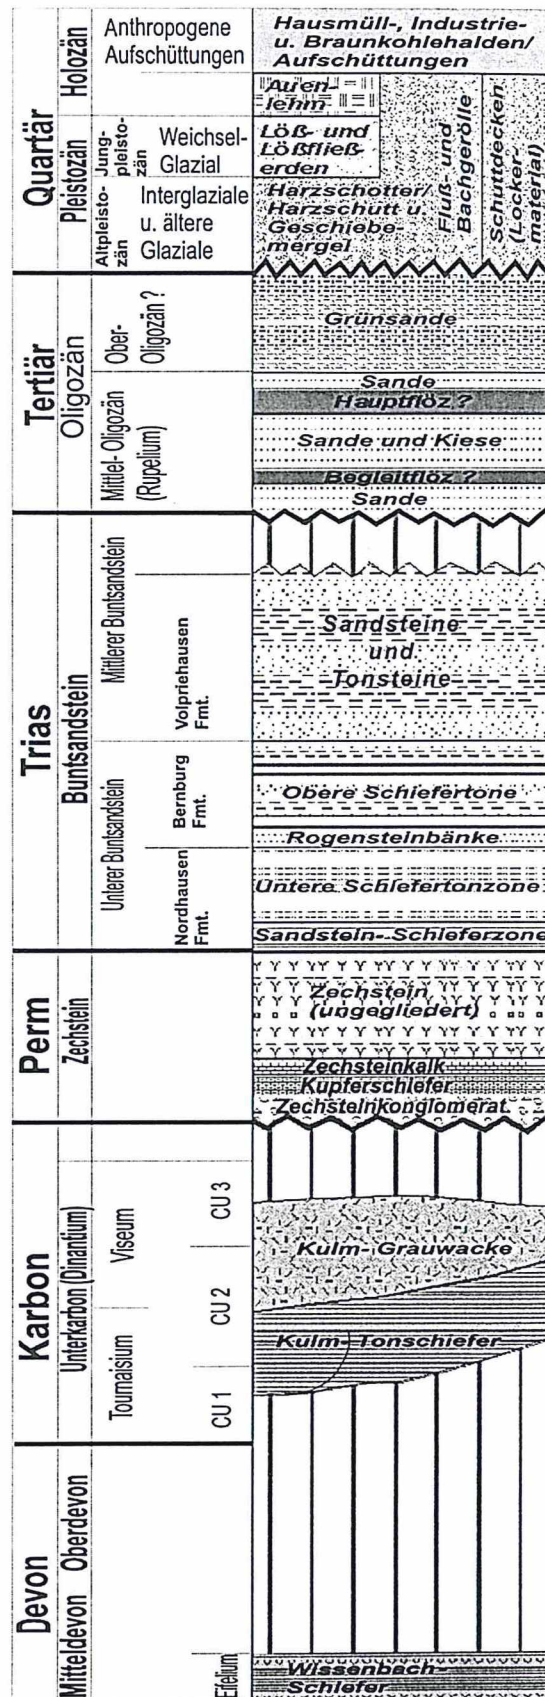 Quartär
Holozän
Anthropogene
Aufschüttungen
Hausmüll-, Industrie-
u. Braunkohlehalden/
Aufschüttungen
Auen-
lehm
Pleistozän
Jung-
pleisto-
zän
Weichsel-
Glazial
Löß- und
Lößfließ-
erden
Altpleisto-
zän
Interglaziale
u. ältere
Glaziale
Harzschotter/
Harzschutt u.
Geschiebe-
mergel
Fluß- und
Bachgerölle
Schuttdecken
(Locker-
material)
Tertiär
Oligozän
Ober-
Oligozän ?
Grünsande
Mittel- Oligozän
(Rupelium)
Sande
Hauptflöz ?
Sande und Kiese
Begleitflöz ?
Sande
Trias
Buntsandstein
Mittlerer Buntsandstein
Volpriehausen
Fmt.
Sandsteine
und
Tonsteine
Unterer Buntsandstein
Bernburg
Fmt.
Obere Schiefertone
Rogensteinbänke
Nordhausen
Fmt.
Untere Schiefertonzone
Sandstein- Schieferzone
Perm
Zechstein
Zechstein
(ungegliedert)
Zechsteinkalk
Kupferschiefer
Zechsteinkonglomerat.
Karbon
Unterkarbon (Dinantium)
Viseum
CU 3
Kulm- Grauwacke
CU 2
Tournaisium
Kulm- Tonschiefer
CU 1
Devon
Oberdevon
Mitteldevon
Eifelium
Wissenbach-
Schiefer